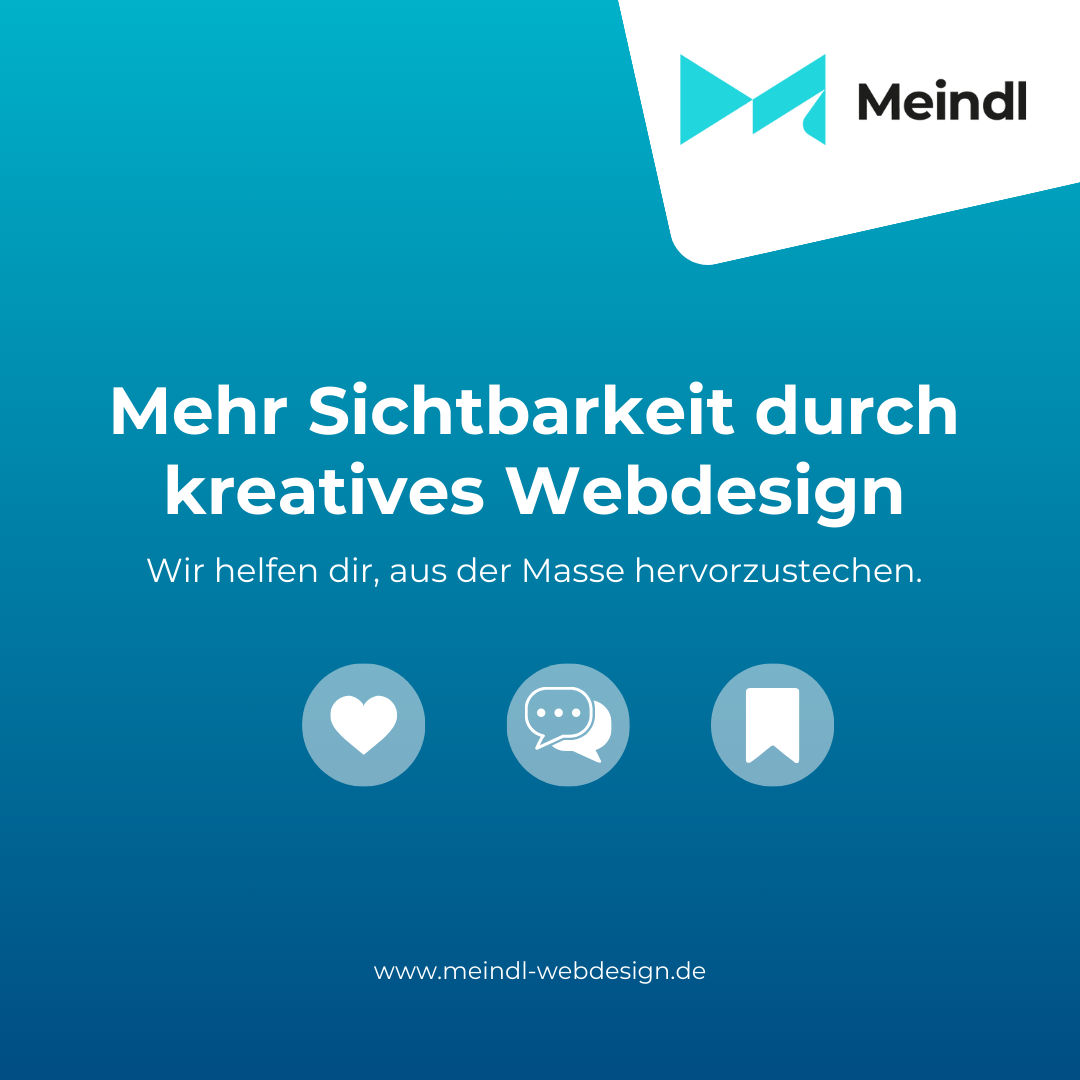 Meindl
Mehr Sichtbarkeit durch
kreatives Webdesign
Wir helfen dir, aus der Masse hervorzustechen.
www.meindl-webdesign.de